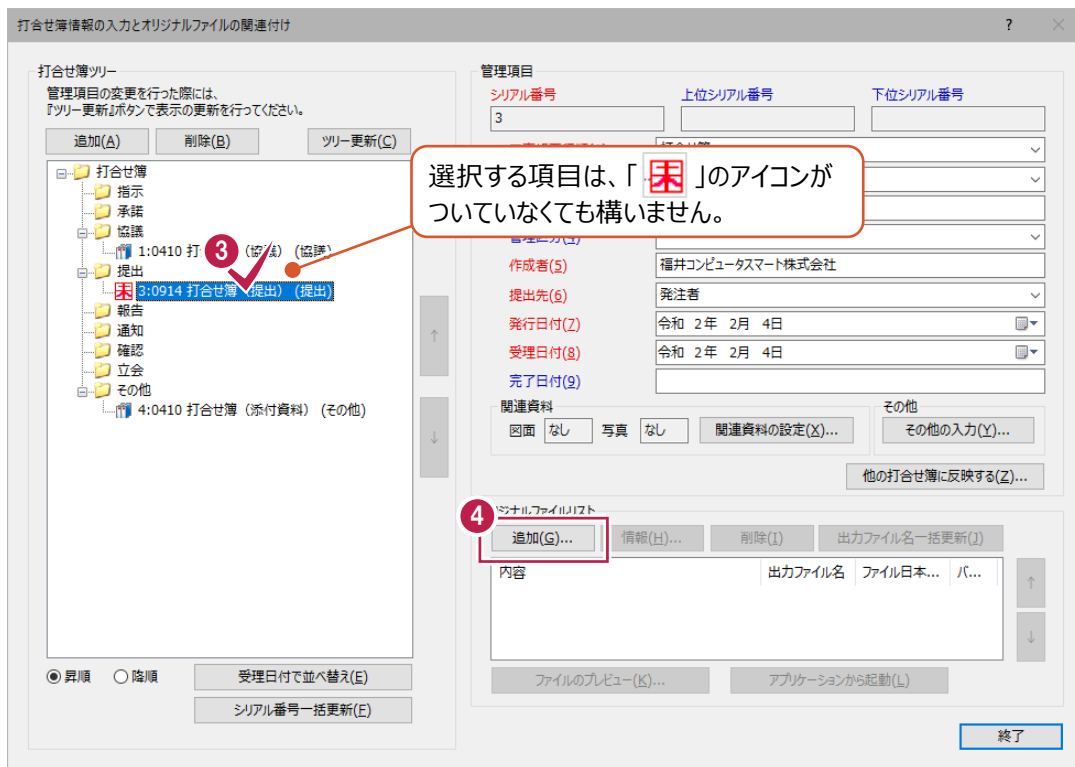 打合せ簿情報の入力とオリジナルファイルの関連付け
?
打合せ簿ツリー
管理項目の変更を行った際には、
『ツリー更新』ボタンで表示の更新を行ってください。
追加(A) 削除(B) ツリー更新(C)
打合せ簿
指示
承諾
協議
1:0410 (協議)
提出
3:0914 打合せ簿(提出) (提出)
報告
通知
確認
立会
その他
4:0410 打合せ簿(添付資料) (その他)
3
↑
↓
昇順 降順 受理日付で並べ替え(E)
シリアル番号一括更新(F)
選択する項目は、「 未 」のアイコンが
ついていなくても構いません。
管理項目
シリアル番号 上位シリアル番号 下位シリアル番号
3
作成者(5) 福井コンピュータスマート株式会社
提出先(6) 発注者
発行日付(7) 令和 2年 2月 4日
受理日付(8) 令和 2年 2月 4日
完了日付(9)
関連資料
図面 なし 写真 なし 関連資料の設定(X)...
その他
その他の入力(Y)...
他の打合せ簿に反映する(Z)...
4
追加(G)... 情報(H)... 削除(I) 出力ファイル名一括更新(J)
内容 出力ファイル名 ファイル日本... バ...
↑
↓
ファイルのプレビュー(K)... アプリケーションから起動(L)
終了